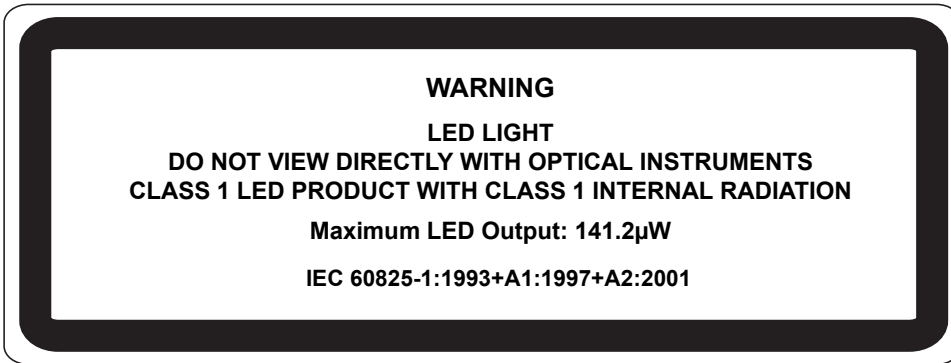 WARNING
LED LIGHT
DO NOT VIEW DIRECTLY WITH OPTICAL INSTRUMENTS
CLASS 1 LED PRODUCT WITH CLASS 1 INTERNAL RADIATION
Maximum LED Output: 141.2µW
IEC 60825-1:1993+A1:1997+A2:2001